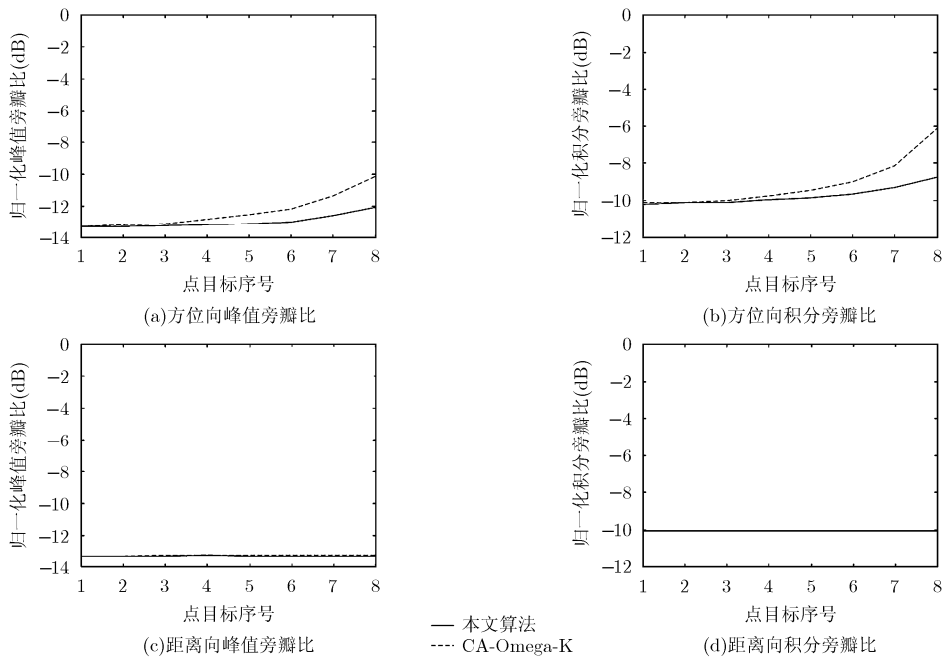 归一化峰值旁瓣比(dB)
0
−2
−4
−6
−8
−10
−12
−14
1 2 3 4 5 6 7 8
点目标序号
(a)方位向峰值旁瓣比
归一化积分旁瓣比(dB)
0
−2
−4
−6
−8
−10
−12
1 2 3 4 5 6 7 8
点目标序号
(b)方位向积分旁瓣比
归一化峰值旁瓣比(dB)
0
−2
−4
−6
−8
−10
−12
−14
1 2 3 4 5 6 7 8
点目标序号
(c)距离向峰值旁瓣比
归一化积分旁瓣比(dB)
0
−2
−4
−6
−8
−10
−12
1 2 3 4 5 6 7 8
点目标序号
(d)距离向积分旁瓣比
本文算法
CA-Omega-K